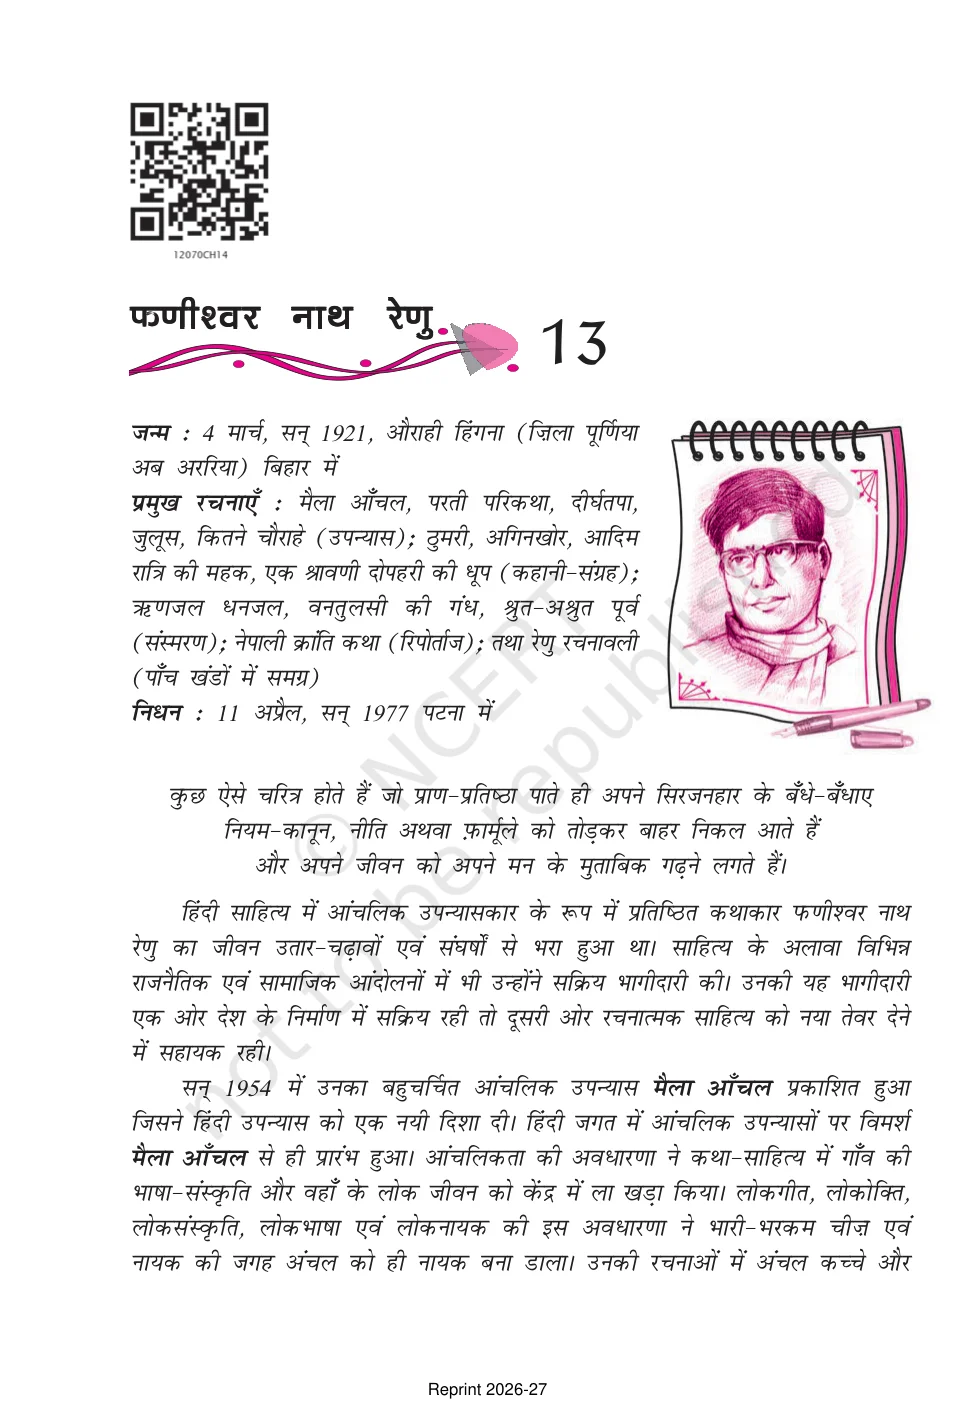 12070CH14
फणीश्वर नाथ रेणु
13
जन्म : 4 मार्च, सन् 1921, औराही हिंगना (ज़िला पूर्णिया
अब अररिया) बिहार में
प्रमुख रचनाएँ : मैला आँचल, परती परिकथा, दीर्घतपा,
जुलूस, कितने चौराहे (उपन्यास); ठुमरी, अगिनखोर, आदिम
रात्रि की महक, एक श्रावणी दोपहरी की धूप (कहानी-संग्रह);
ऋणजल धनजल, वनतुलसी की गंध, श्रुत-अश्रुत पूर्व
(संस्मरण); नेपाली क्रांति कथा (रिपोर्ताज); तथा रेणु रचनावली
(पाँच खंडों में समग्र)
निधन : 11 अप्रैल, सन् 1977 पटना में
कुछ ऐसे चरित्र होते हैं जो प्राण-प्रतिष्ठा पाते ही अपने सिरजनहार के बँधे-बँधाए
नियम-कानून, नीति अथवा फ़ार्मूले को तोड़कर बाहर निकल आते हैं
और अपने जीवन को अपने मन के मुताबिक गढ़ने लगते हैं।
हिंदी साहित्य में आंचलिक उपन्यासकार के रूप में प्रतिष्ठित कथाकार फणीश्वर नाथ
रेणु का जीवन उतार-चढ़ावों एवं संघर्षों से भरा हुआ था। साहित्य के अलावा विभिन्न
राजनैतिक एवं सामाजिक आंदोलनों में भी उन्होंने सक्रिय भागीदारी की। उनकी यह भागीदारी
एक ओर देश के निर्माण में सक्रिय रही तो दूसरी ओर रचनात्मक साहित्य को नया तेवर देने
में सहायक रही।
सन् 1954 में उनका बहुचर्चित आंचलिक उपन्यास मैला आँचल प्रकाशित हुआ
जिसने हिंदी उपन्यास को एक नयी दिशा दी। हिंदी जगत में आंचलिक उपन्यासों पर विमर्श
मैला आँचल से ही प्रारंभ हुआ। आंचलिकता की अवधारणा ने कथा-साहित्य में गाँव की
भाषा-संस्कृति और वहाँ के लोक जीवन को केंद्र में ला खड़ा किया। लोकगीत, लोकोक्ति,
लोकसंस्कृति, लोकभाषा एवं लोकनायक की इस अवधारणा ने भारी-भरकम चीज़ एवं
नायक की जगह अंचल को ही नायक बना डाला। उनकी रचनाओं में अंचल कच्चे और
© NCERT
not to be republished
Reprint 2026-27